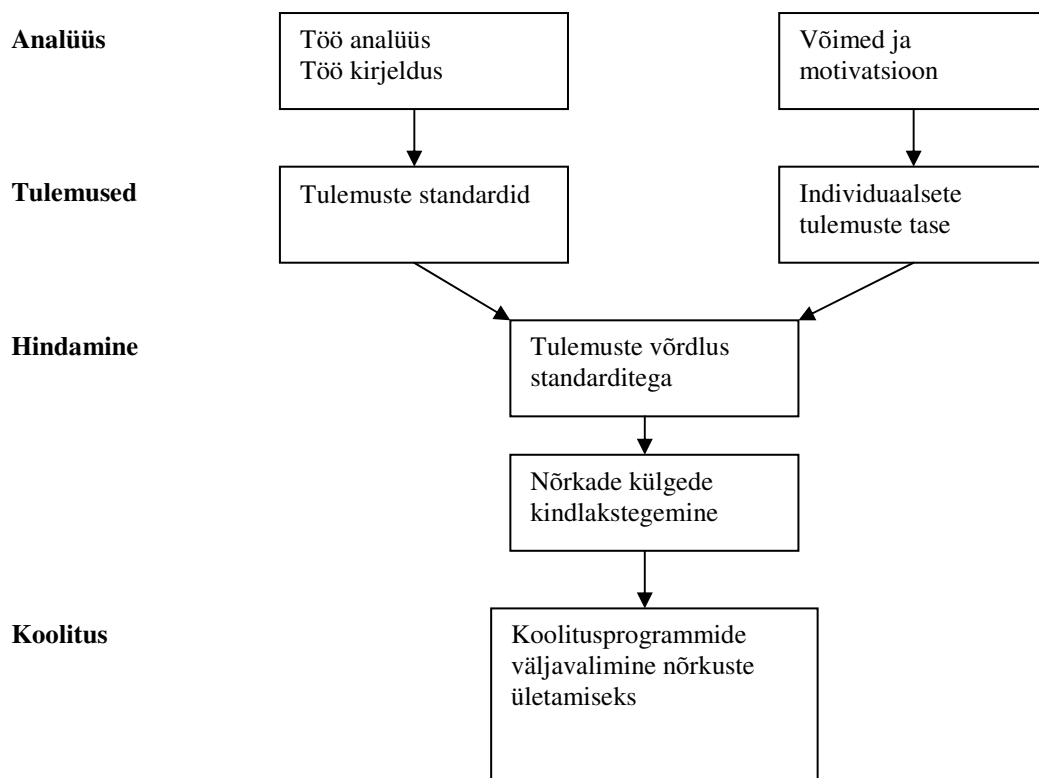 Analüüs
Töö analüüs
Töö kirjeldus
Võimed ja
motivatsioon
Tulemused
Tulemuste standardid
Individuaalsete
tulemuste tase
Hindamine
Tulemuste võrdlus
standarditega
Nõrkade külgede
kindlakstegemine
Koolitus
Koolitusprogrammide
väljavalimine nõrkuste
ületamiseks